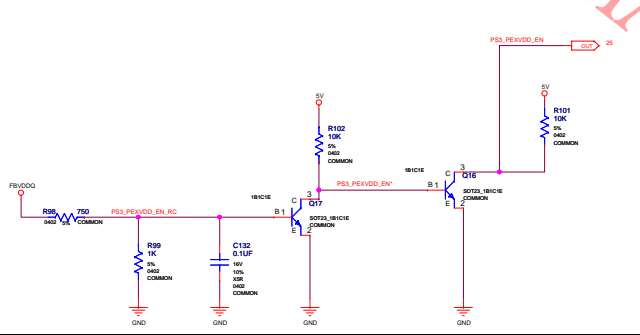 PS3_PEXVDD_EN
OUT
25
5V
R101
10K
5%
0402
COMMON
5V
R102
10K
5%
0402
COMMON
1B1C1E
C
3
Q16
B
1
SOT23_1B1C1E
COMMON
E
2
PS3_PEXVDD_EN*
FBVDDQ
1B1C1E
C
3
Q17
B
1
SOT23_1B1C1E
COMMON
E
2
R98
750
0402
5%
COMMON
PS3_PEXVDD_EN_RC
R99
1K
5%
0402
COMMON
C132
0.1UF
16V
10%
X5R
0402
COMMON
GND
GND
GND
GND